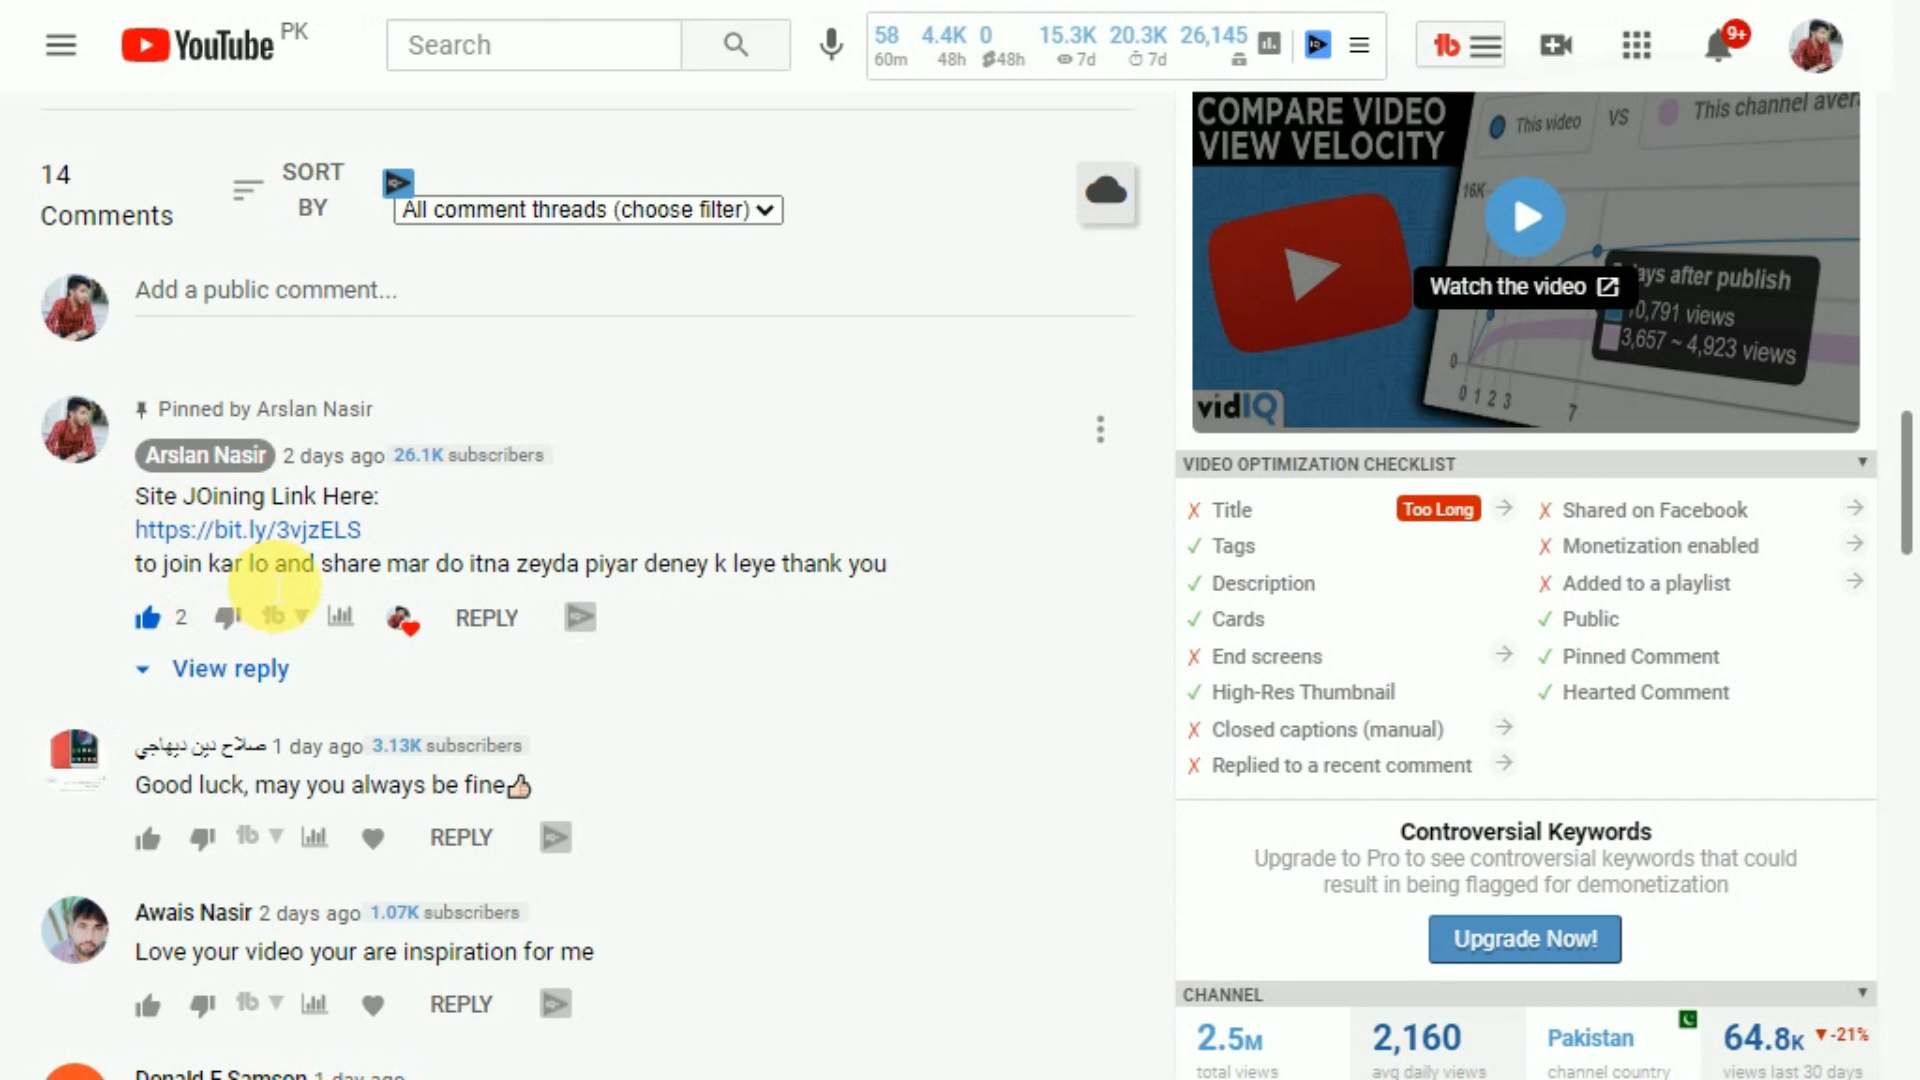 YouTube PK
Search
58 4.4K 0 15.3K 20.3K 26,145
60m 48h 48h 7d 7d
9+
14
Comments
SORT
BY
All comment threads (choose filter)
Add a public comment...
Pinned by Arslan Nasir
Arslan Nasir 2 days ago 26.1K subscribers
Site JOining Link Here:
https://bit.ly/3vjzELS
to join kar lo and share mar do itna zeyda piyar deney k leye thank you
2 REPLY
View reply
1 day ago 3.13K subscribers
Good luck, may you always be fine
REPLY
Awais Nasir 2 days ago 1.07K subscribers
Love your video your are inspiration for me
REPLY
Donald E Samson 1 day ago
COMPARE VIDEO
VIEW VELOCITY
This video VS This channel aver
16K
Watch the video
ays after publish
0,791 views
3,657 ~ 4,923 views
0
0 1 2 3 7
vidIQ
VIDEO OPTIMIZATION CHECKLIST
Title Too Long
Tags
Description
Cards
End screens
High-Res Thumbnail
Closed captions (manual)
Replied to a recent comment
Shared on Facebook
Monetization enabled
Added to a playlist
Public
Pinned Comment
Hearted Comment
Controversial Keywords
Upgrade to Pro to see controversial keywords that could
result in being flagged for demonetization
Upgrade Now!
CHANNEL
2.5M 2,160 Pakistan 64.8K -21%
total views avg daily views channel country views last 30 days